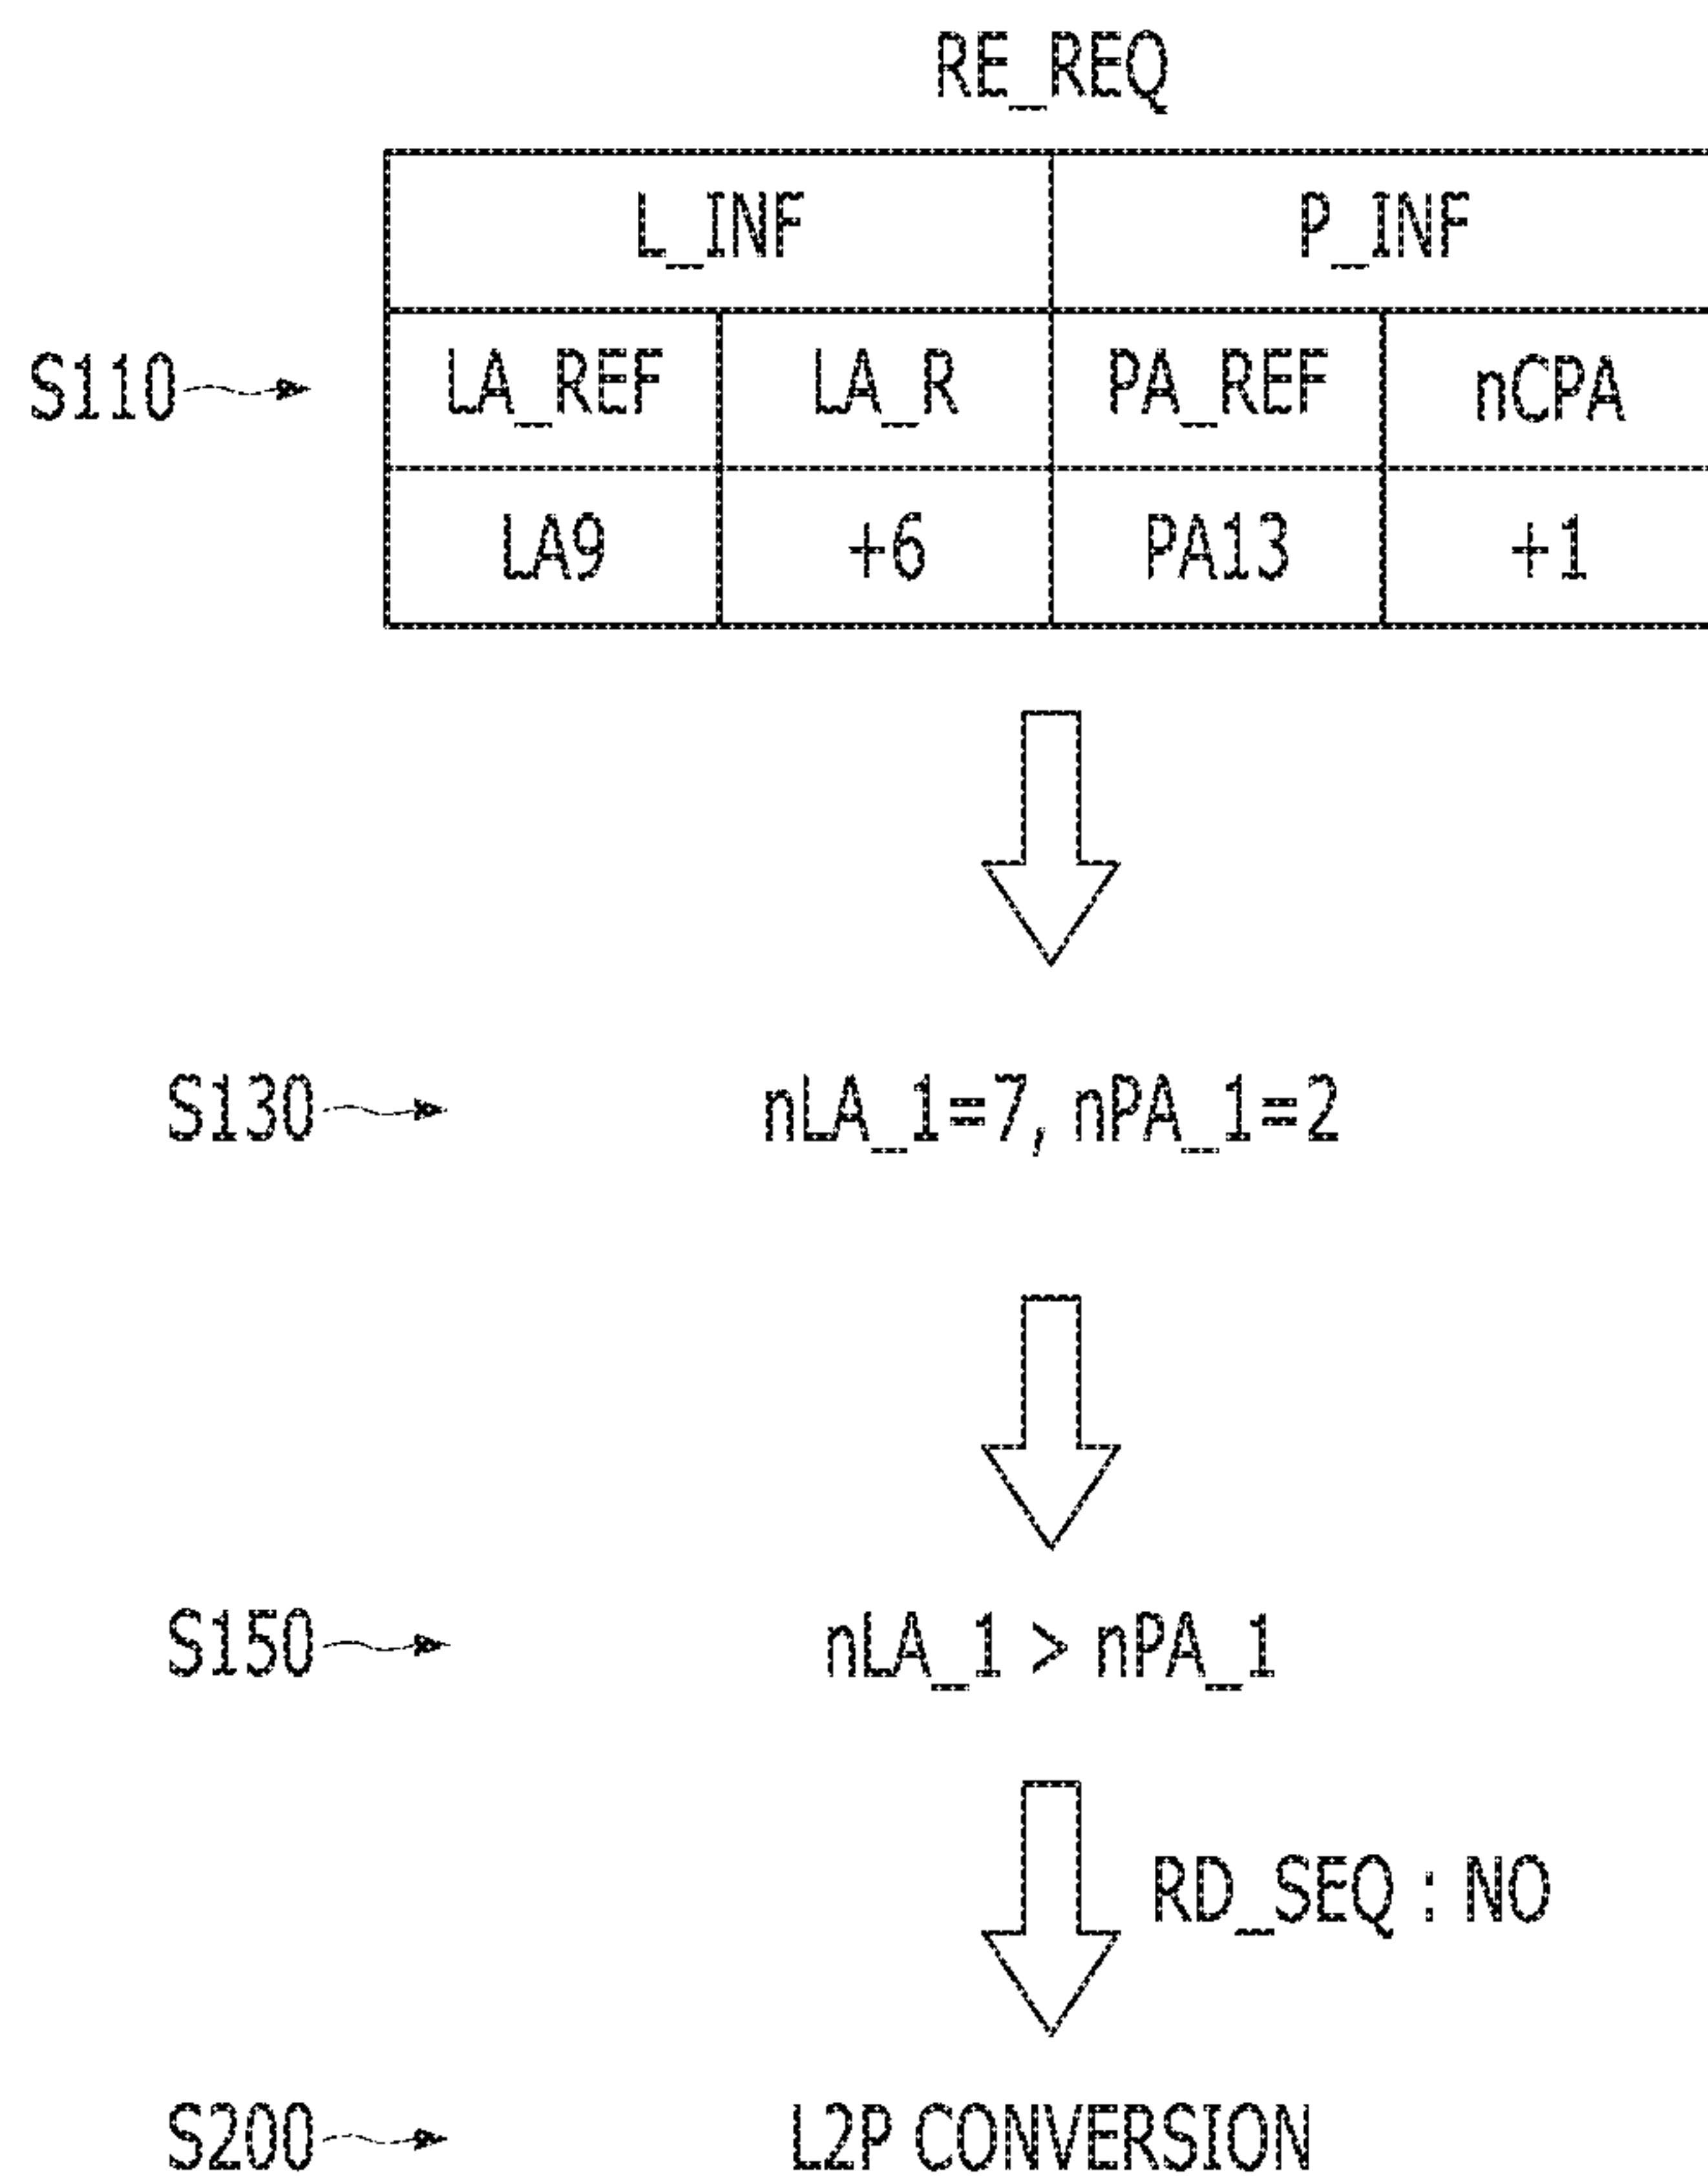 RE_REQ
L_INF P_INF
S110 LA_REF LA_R PA_REF nCPA
LA9 +6 PA13 +1
S130 nLA_1=7, nPA_1=2
S150 nLA_1 > nPA_1
RD_SEQ : NO
S200 L2P CONVERSION